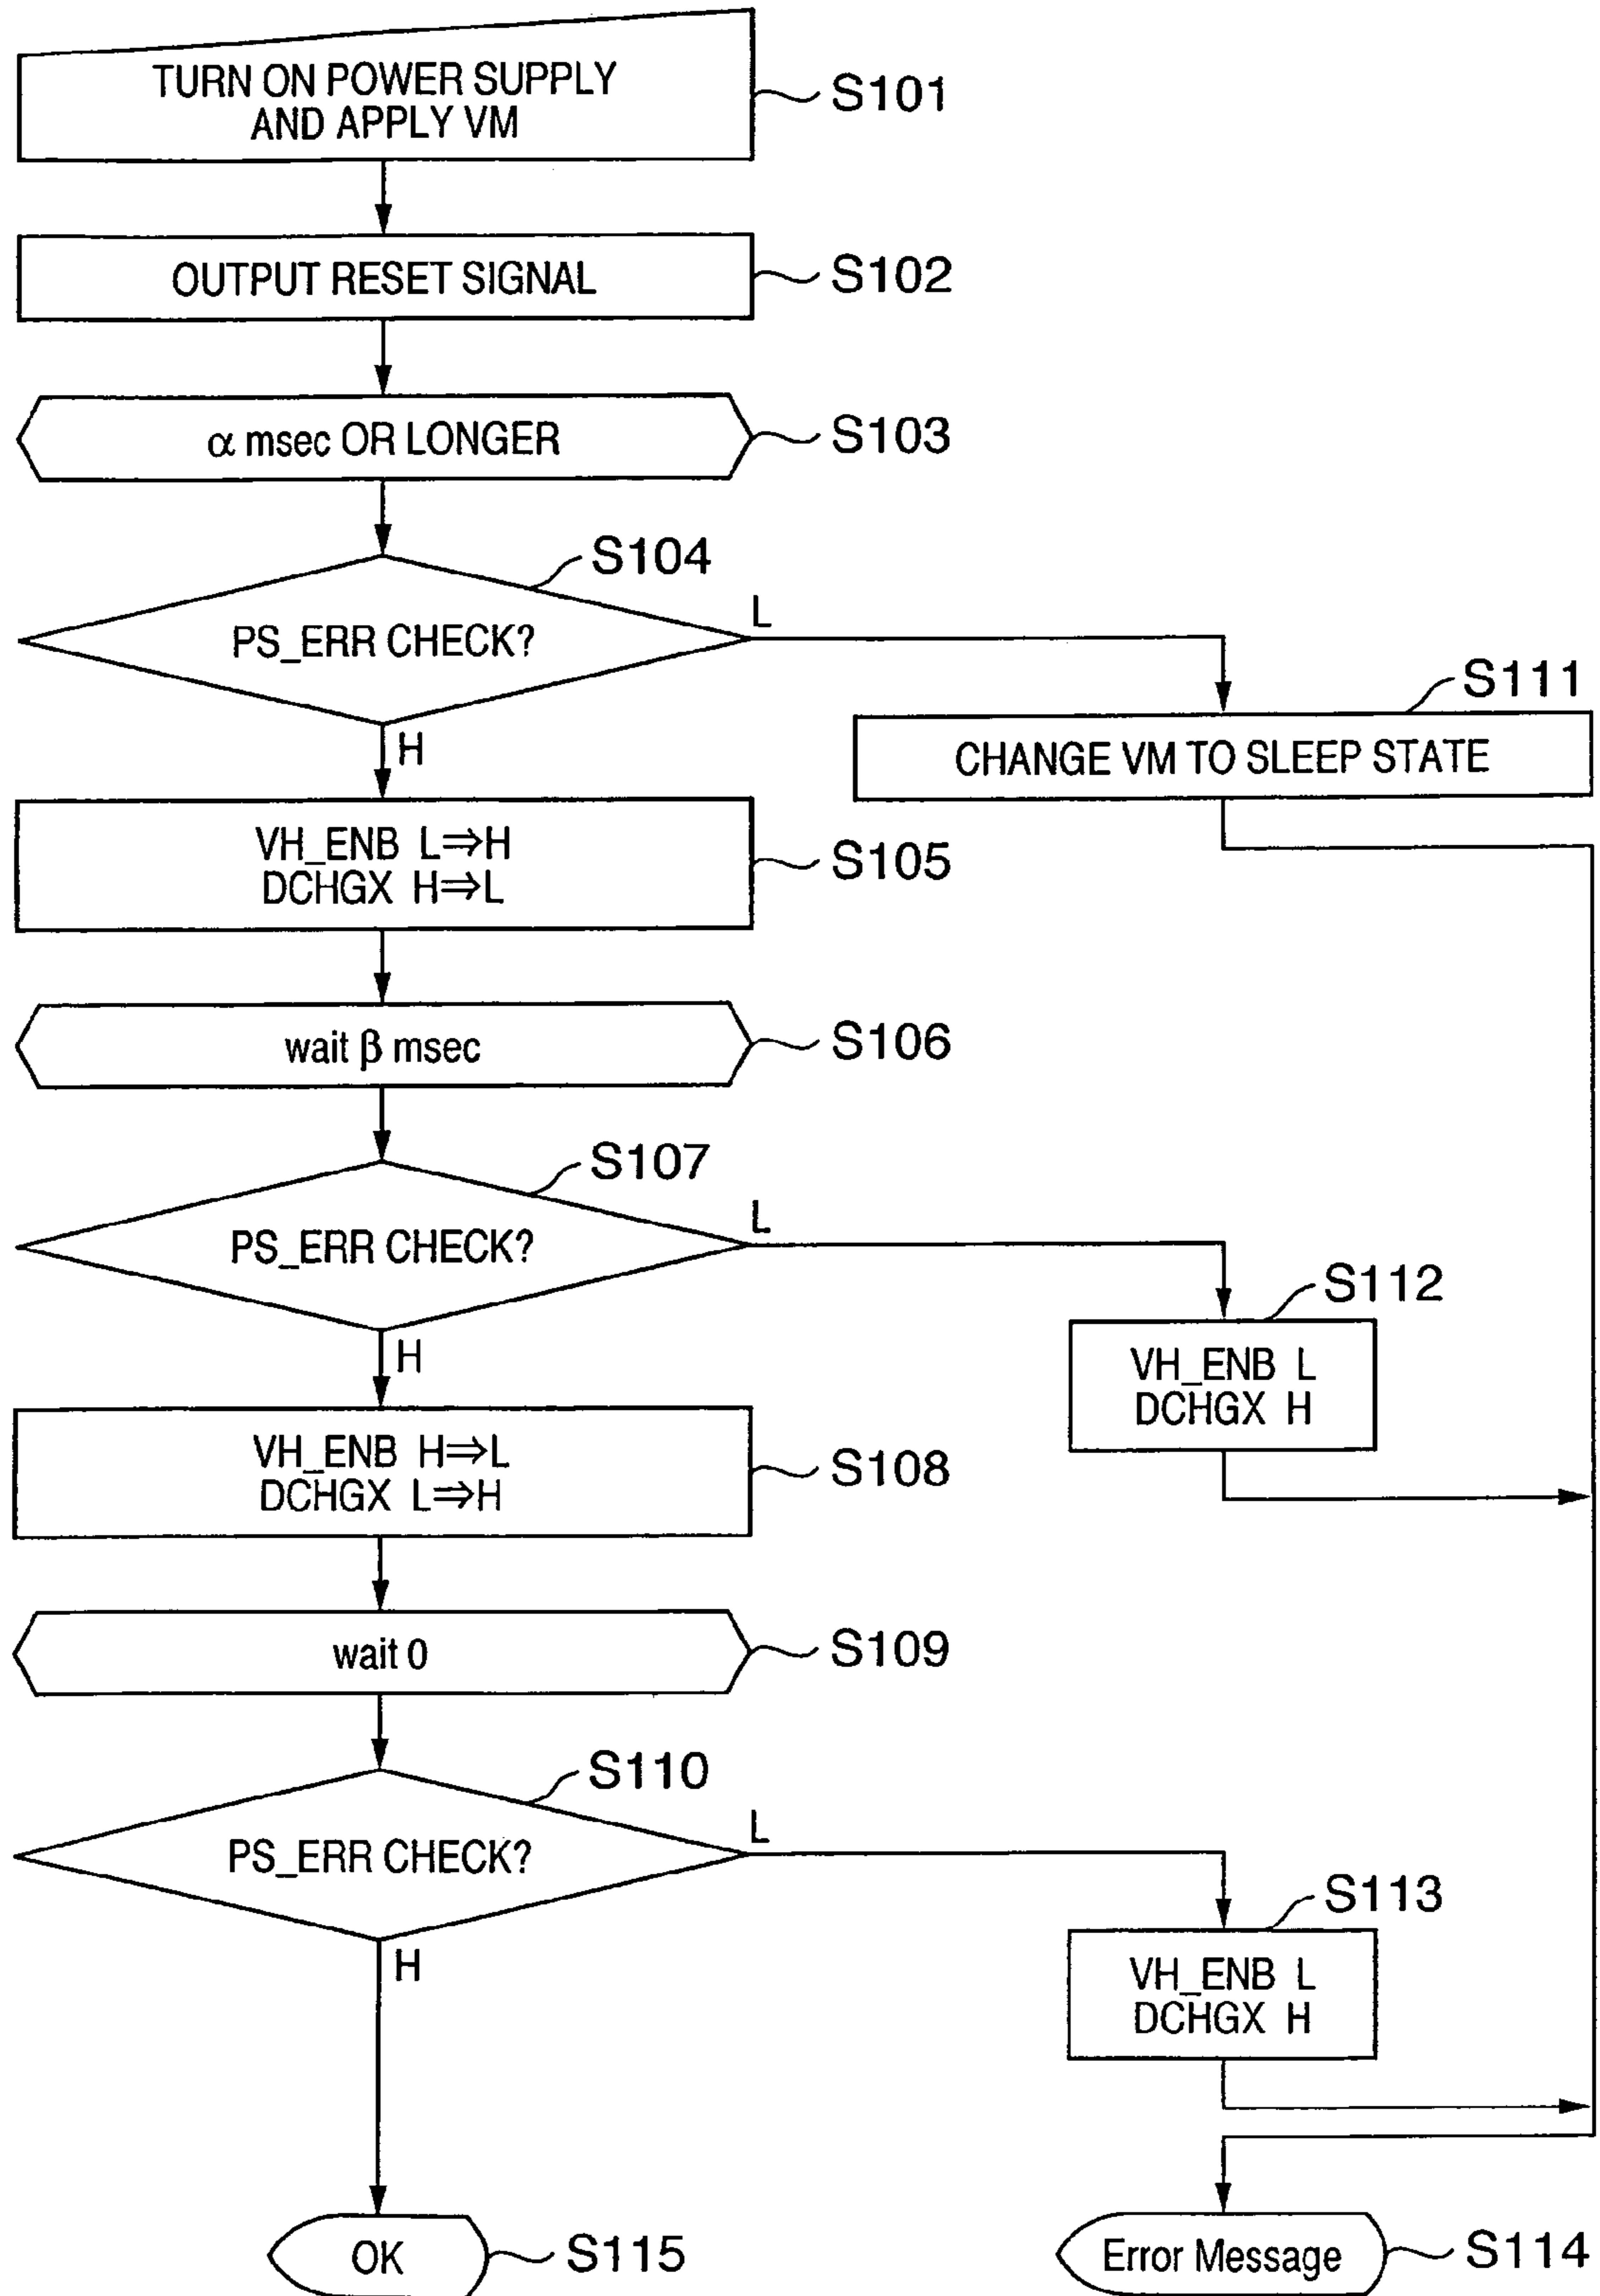 TURN ON POWER SUPPLY
AND APPLY VM
S101
OUTPUT RESET SIGNAL
S102
α msec OR LONGER
S103
S104
PS_ERR CHECK?
L
H
S111
CHANGE VM TO SLEEP STATE
VH_ENB L⇒H
DCHGX H⇒L
S105
wait β msec
S106
S107
PS_ERR CHECK?
L
H
S112
VH_ENB L
DCHGX H
VH_ENB H⇒L
DCHGX L⇒H
S108
wait 0
S109
S110
PS_ERR CHECK?
L
H
S113
VH_ENB L
DCHGX H
OK
S115
Error Message
S114